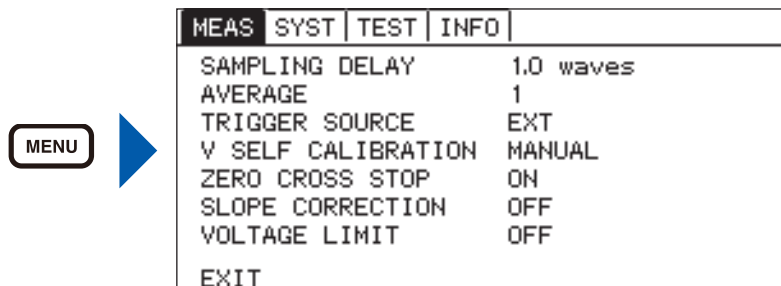 MENU
MEAS SYST TEST INFO
SAMPLING DELAY 1.0 waves
AVERAGE 1
TRIGGER SOURCE EXT
V SELF CALIBRATION MANUAL
ZERO CROSS STOP ON
SLOPE CORRECTION OFF
VOLTAGE LIMIT OFF
EXIT